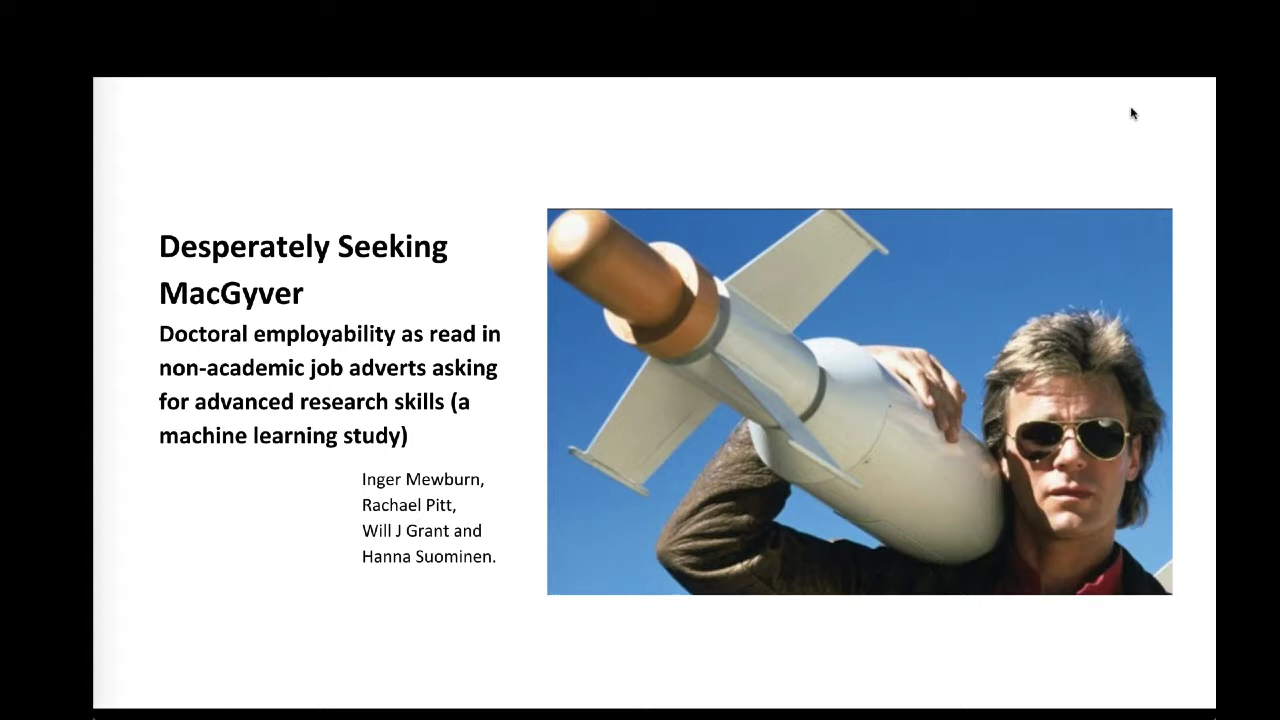 Desperately Seeking
MacGyver
Doctoral employability as read in
non-academic job adverts asking
for advanced research skills (a
machine learning study)
Inger Mewburn,
Rachael Pitt,
Will J Grant and
Hanna Suominen.